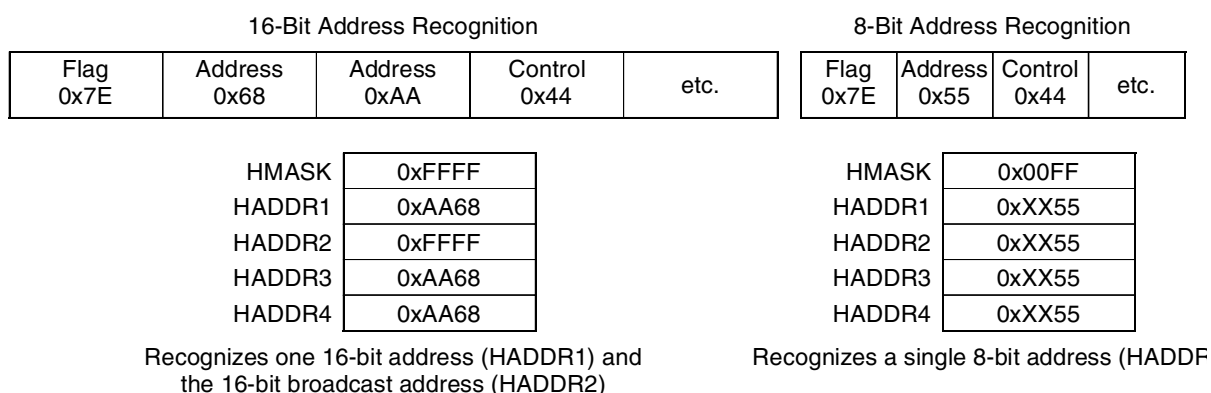 16-Bit Address Recognition
Flag 0x7E Address 0x68 Address 0xAA Control 0x44 etc.
HMASK 0xFFFF
HADDR1 0xAA68
HADDR2 0xFFFF
HADDR3 0xAA68
HADDR4 0xAA68
Recognizes one 16-bit address (HADDR1) and
the 16-bit broadcast address (HADDR2)
8-Bit Address Recognition
Flag 0x7E Address 0x55 Control 0x44 etc.
HMASK 0x00FF
HADDR1 0xXX55
HADDR2 0xXX55
HADDR3 0xXX55
HADDR4 0xXX55
Recognizes a single 8-bit address (HADDR